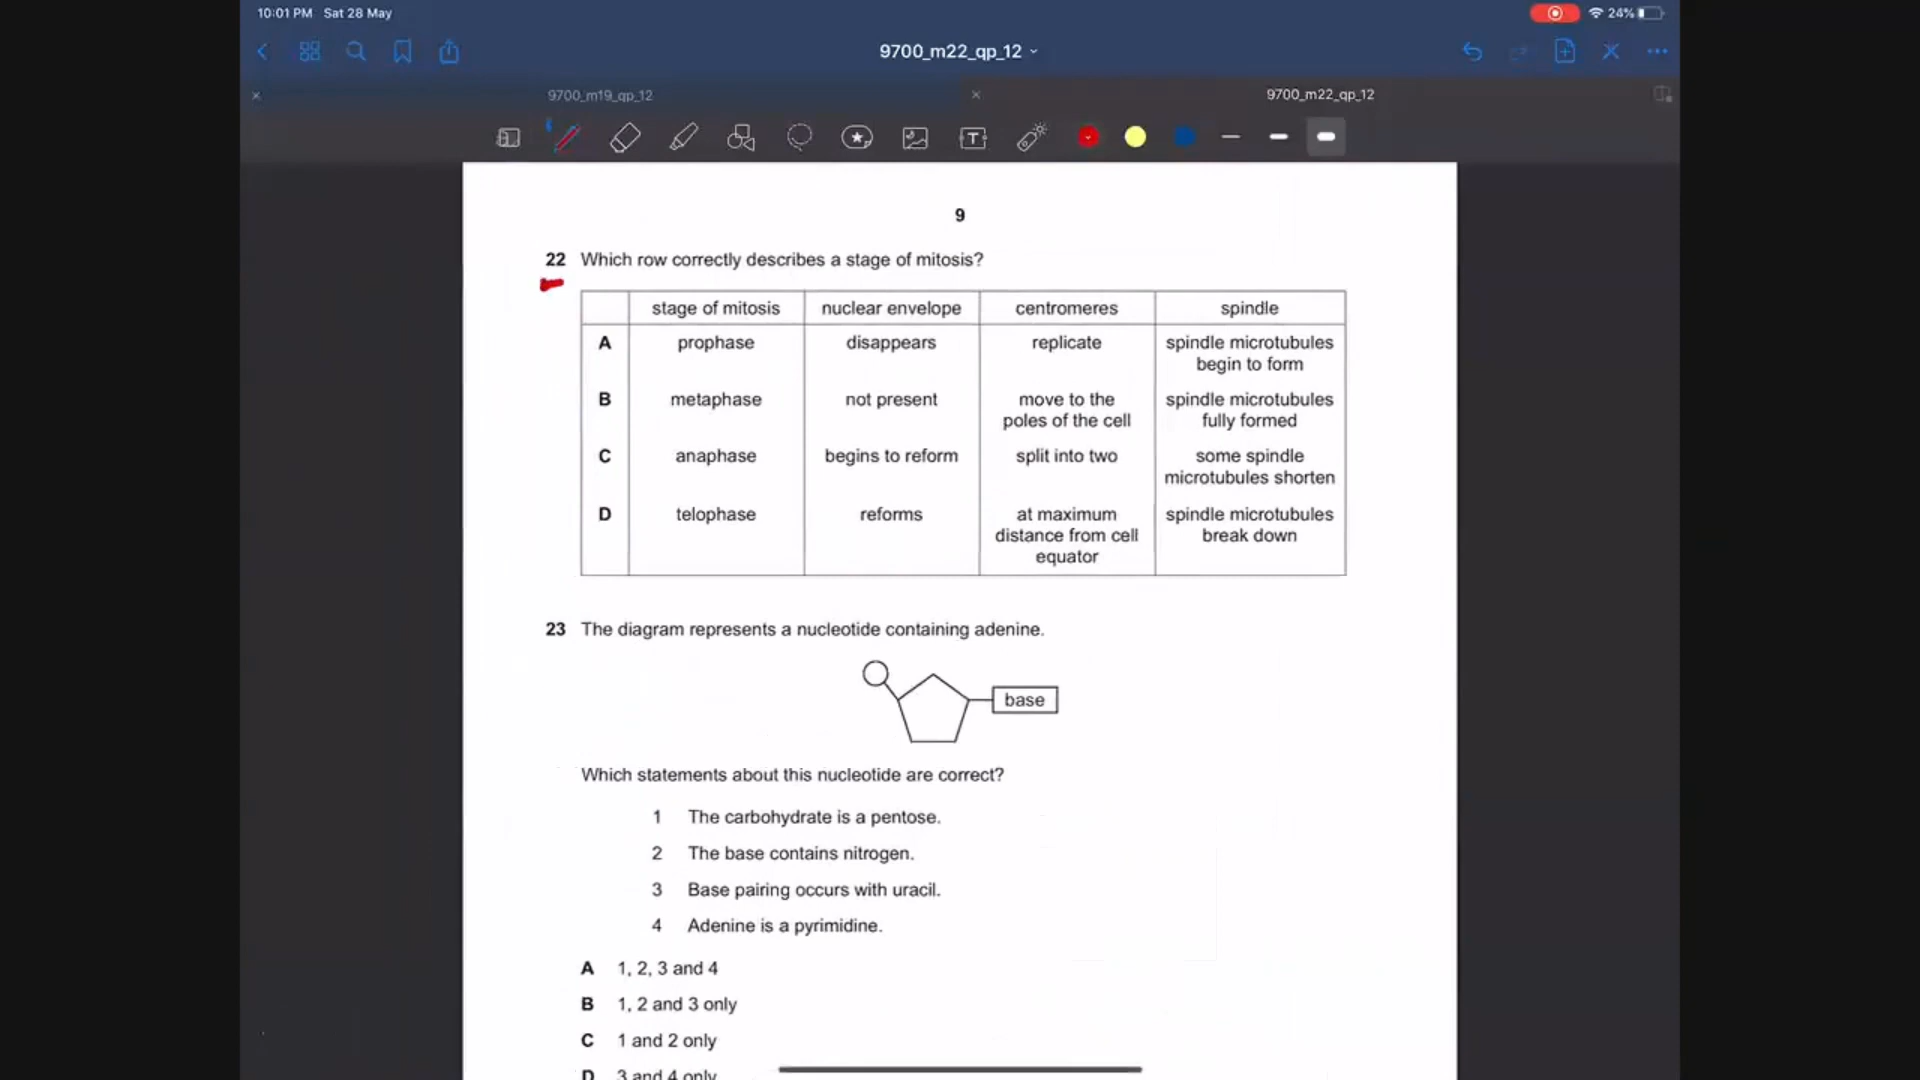 10:01 PM Sat 28 May
24%
9700_m22_qp_12
9700_m19_qp_12
9700_m22_qp_12
T
9
22 Which row correctly describes a stage of mitosis?
stage of mitosis nuclear envelope centromeres spindle
A prophase disappears replicate spindle microtubules
begin to form
B metaphase not present move to the spindle microtubules
poles of the cell fully formed
C anaphase begins to reform split into two some spindle
microtubules shorten
D telophase reforms at maximum spindle microtubules
distance from cell break down
equator
23 The diagram represents a nucleotide containing adenine.
base
Which statements about this nucleotide are correct?
1 The carbohydrate is a pentose.
2 The base contains nitrogen.
3 Base pairing occurs with uracil.
4 Adenine is a pyrimidine.
A 1, 2, 3 and 4
B 1, 2 and 3 only
C 1 and 2 only
D 3 and 4 only